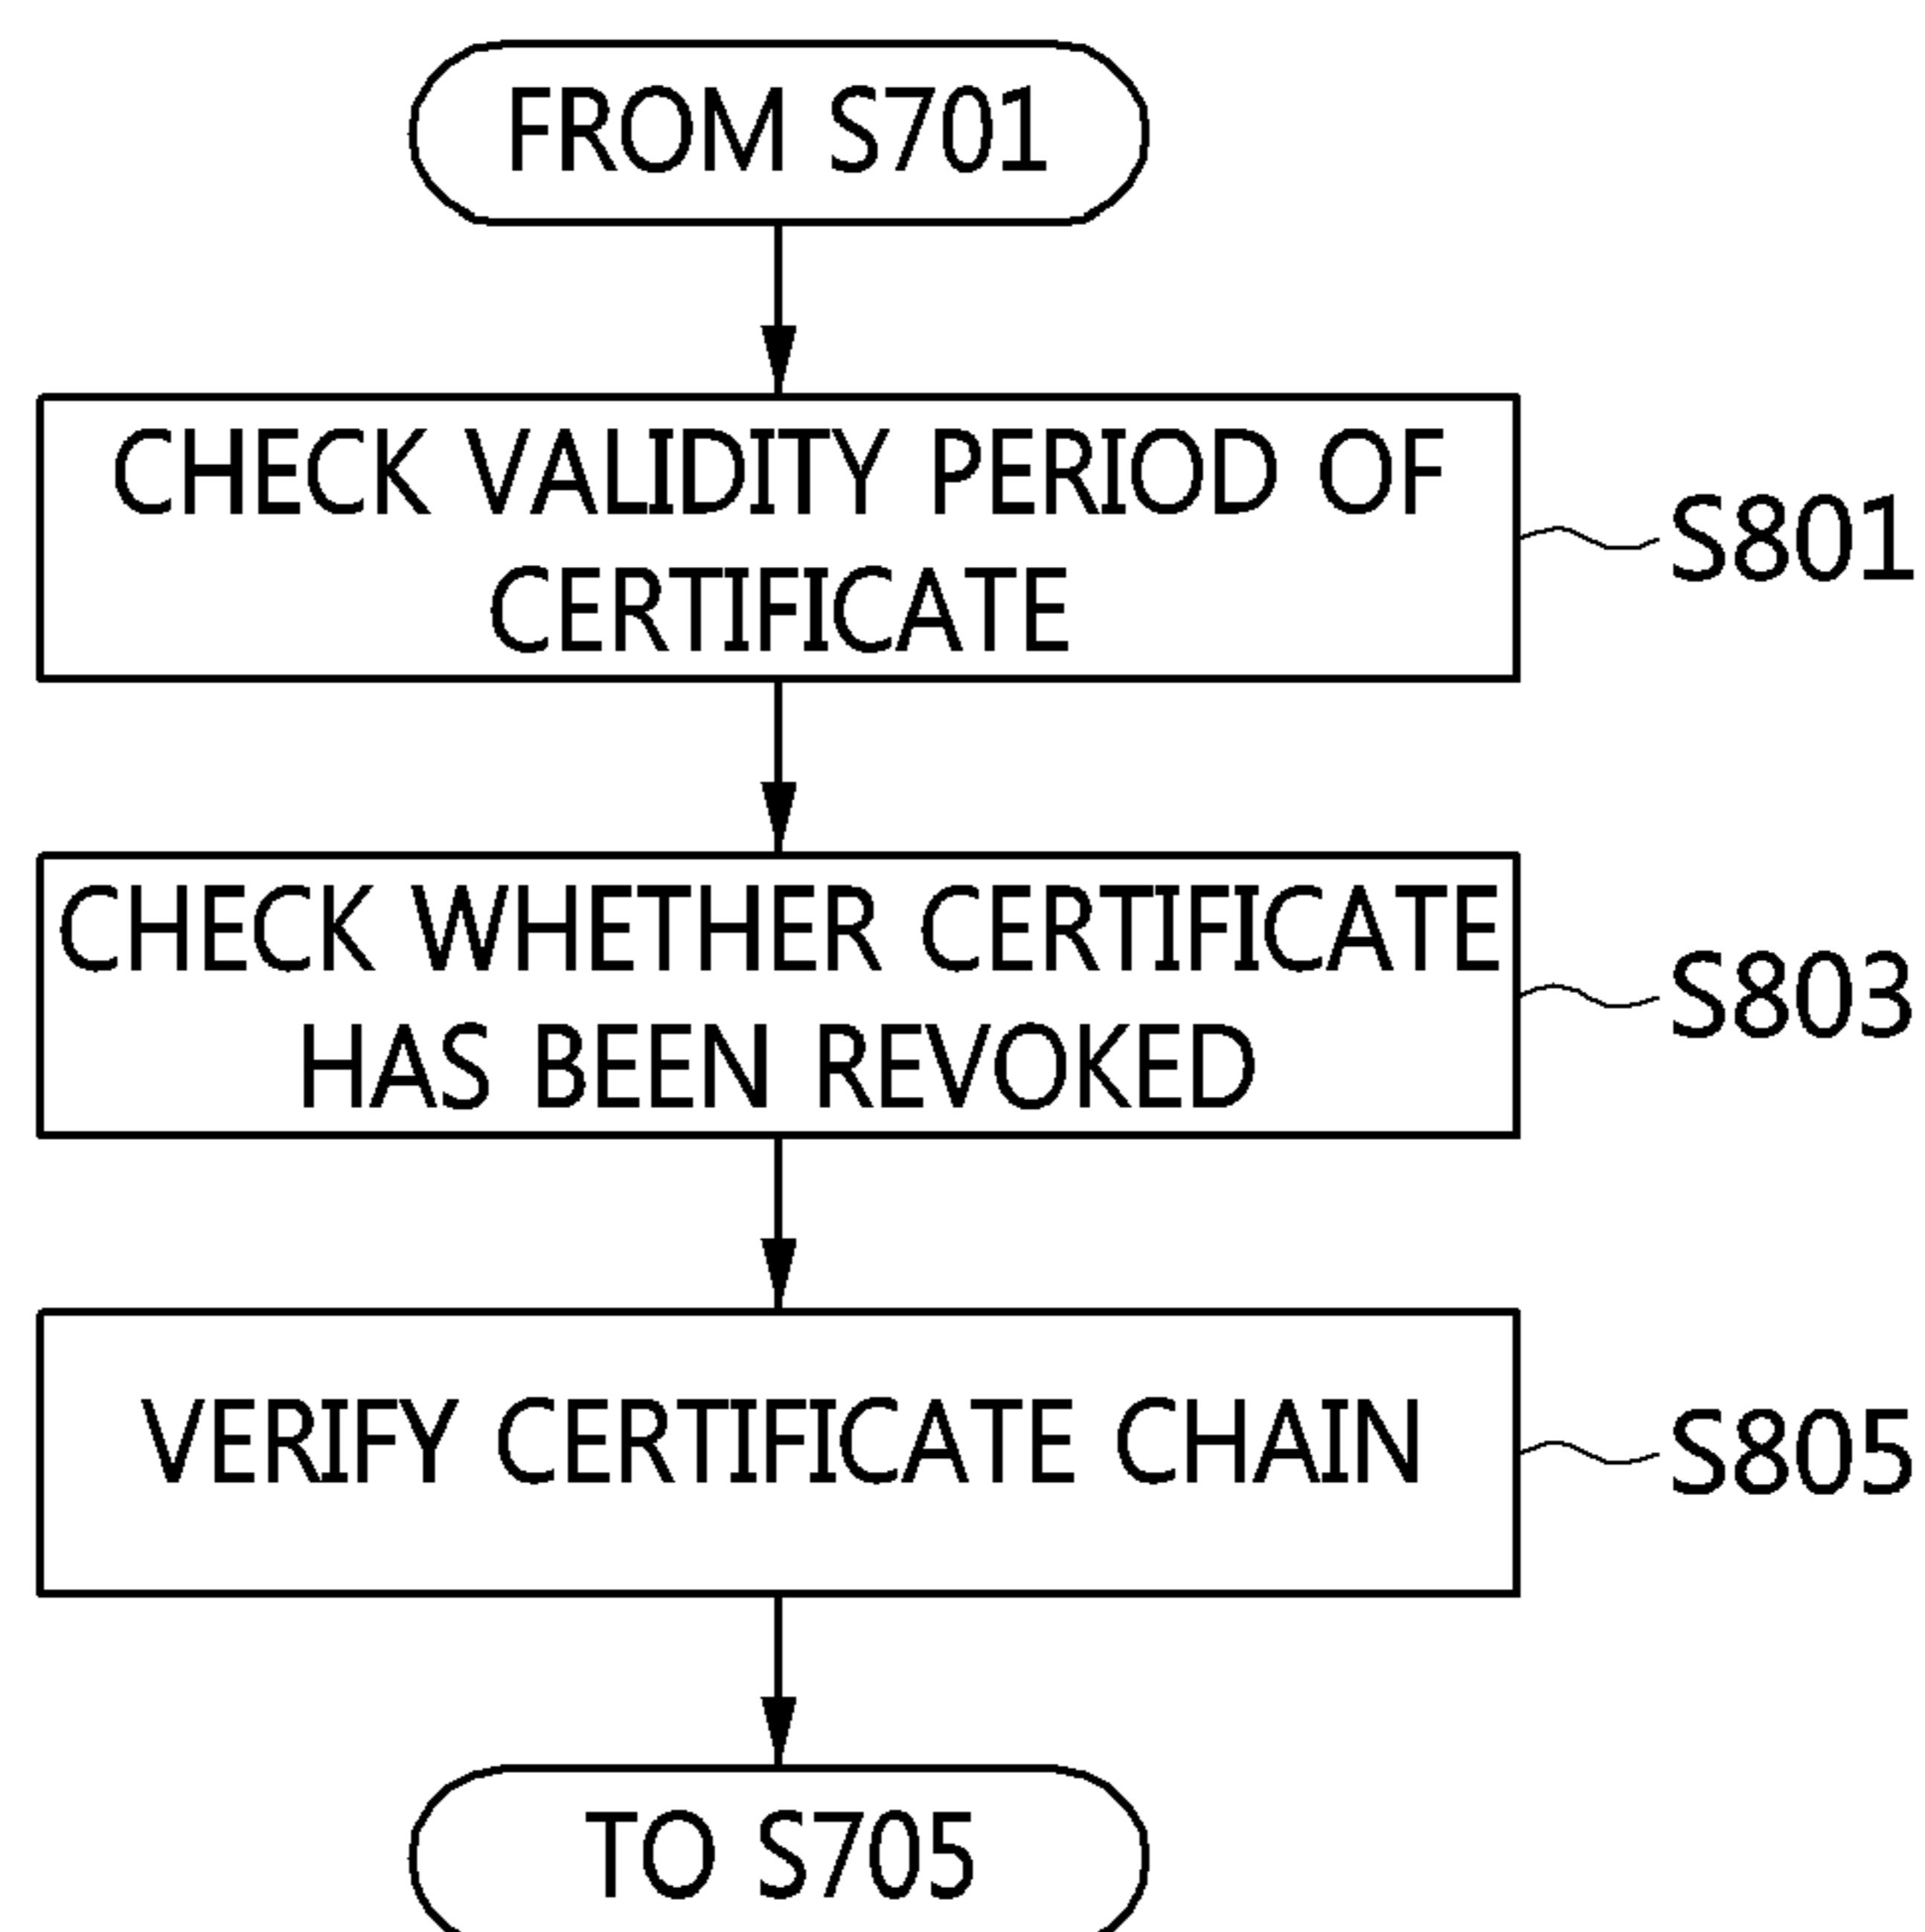 FROM S701
CHECK VALIDITY PERIOD OF
CERTIFICATE
S801
CHECK WHETHER CERTIFICATE
HAS BEEN REVOKED
S803
VERIFY CERTIFICATE CHAIN
S805
TO S705